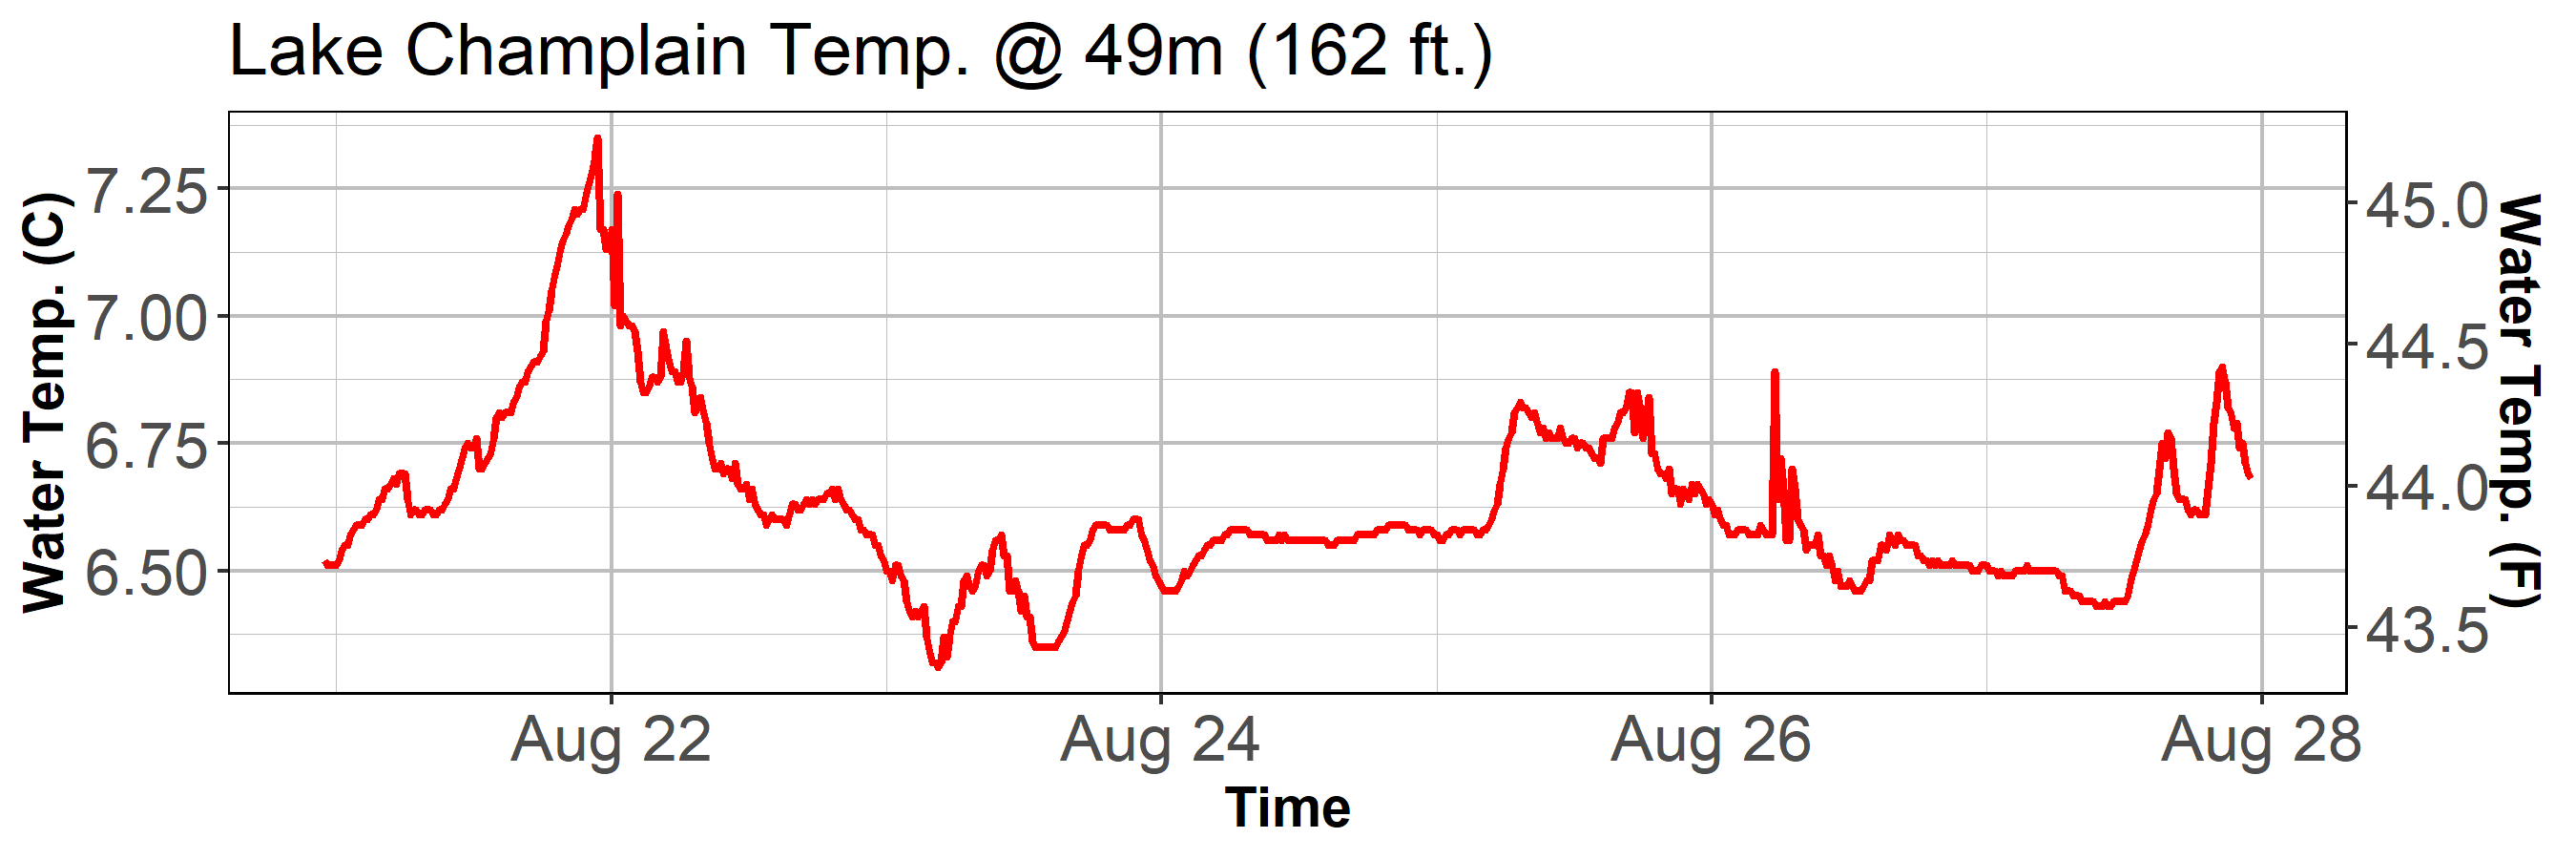 Lake Champlain Temp. @ 49m (162 ft.)
Water Temp. (C)
7.25
7.00
6.75
6.50
45.0
44.5
44.0
43.5
Water Temp. (F)
Aug 22 Aug 24 Aug 26 Aug 28
Time